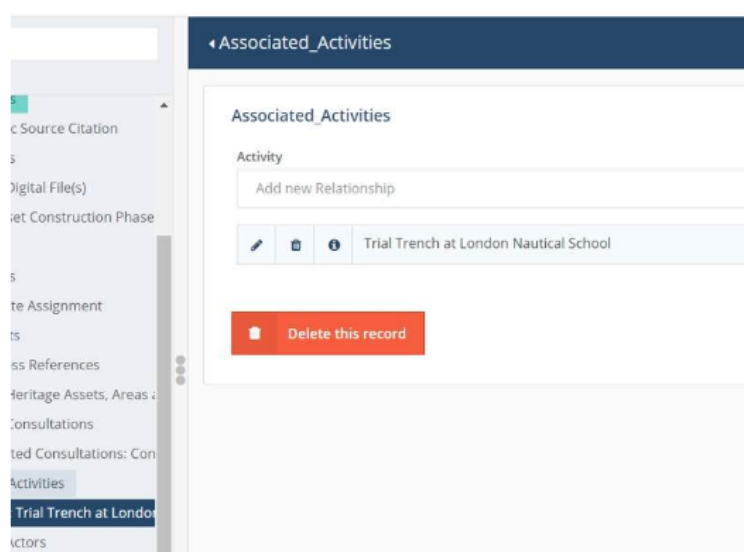 Associated_Activities
c Source Citation
Digital File(s)
set Construction Phase
te Assignment
ts
ss References
Heritage Assets, Areas a
Consultations
ted Consultations: Con
Activities
Trial Trench at London
Actors
Associated_Activities
Activity
Add new Relationship
Trial Trench at London Nautical School
Delete this record